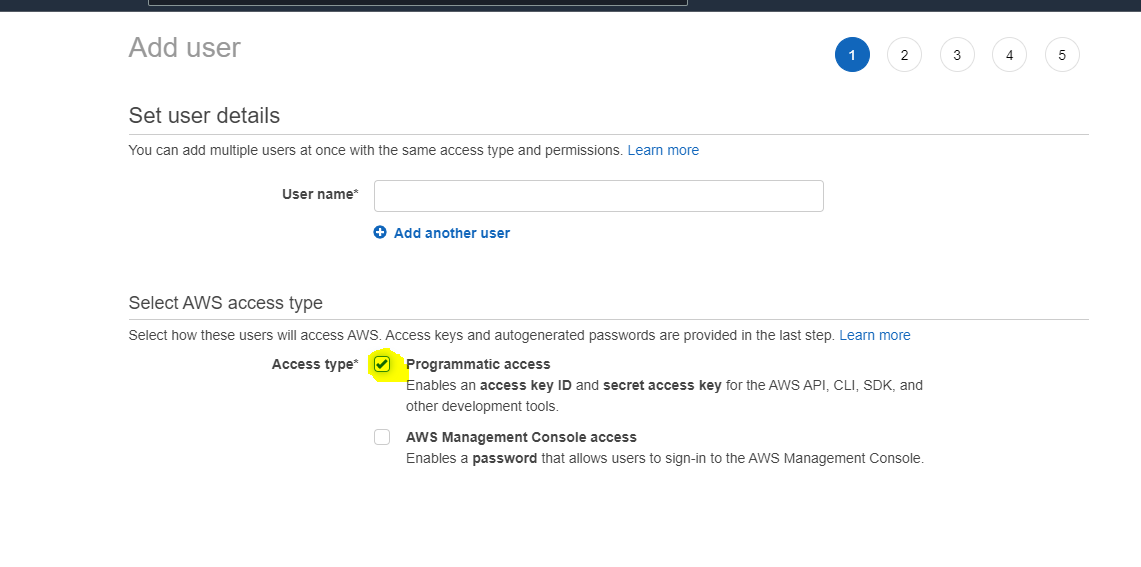 Add user
1 2 3 4 5
Set user details
You can add multiple users at once with the same access type and permissions. Learn more
User name*
Add another user
Select AWS access type
Select how these users will access AWS. Access keys and autogenerated passwords are provided in the last step. Learn more
Access type* Programmatic access
Enables an access key ID and secret access key for the AWS API, CLI, SDK, and
other development tools.
AWS Management Console access
Enables a password that allows users to sign-in to the AWS Management Console.